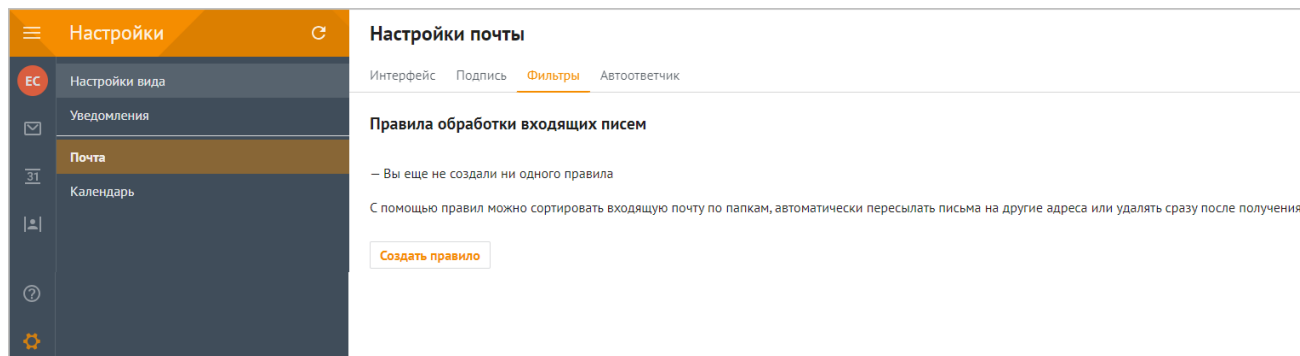 Настройки
ЕС
Настройки вида
Уведомления
Почта
31
Календарь
Настройки почты
Интерфейс Подпись Фильтры Автоответчик
Правила обработки входящих писем
— Вы еще не создали ни одного правила
С помощью правил можно сортировать входящую почту по папкам, автоматически пересылать письма на другие адреса или удалять сразу после получения
Создать правило